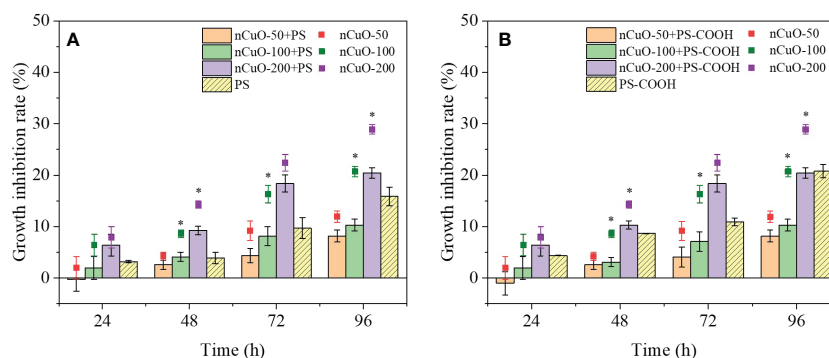 A
nCuO-50+PS nCuO-50
nCuO-100+PS nCuO-100
nCuO-200+PS nCuO-200
PS
Growth inhibition rate (%)
50
40
30
20
10
0
* * * * *
24 48 72 96
Time (h)
B
nCuO-50+PS-COOH nCuO-50
nCuO-100+PS-COOH nCuO-100
nCuO-200+PS-COOH nCuO-200
PS-COOH
Growth inhibition rate (%)
50
40
30
20
10
0
* * * * *
24 48 72 96
Time (h)